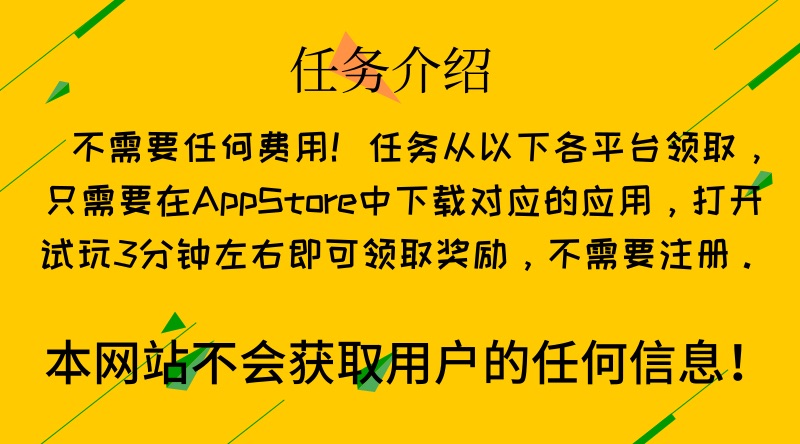 任务介绍
不需要任何费用！任务从以下各平台领取，
只需要在AppStore中下载对应的应用，打开
试玩3分钟左右即可领取奖励，不需要注册。
本网站不会获取用户的任何信息！